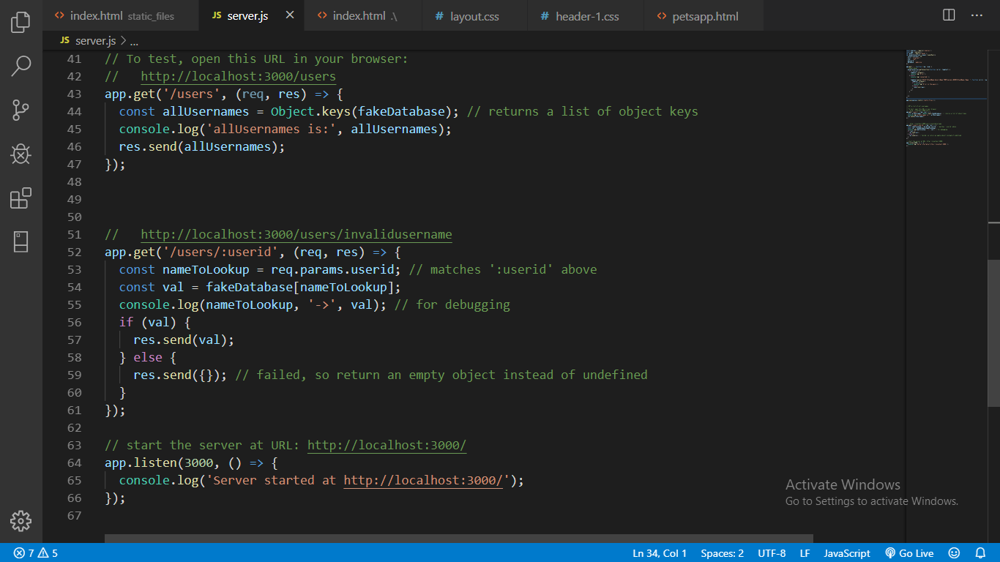 index.html static_files
JS server.js ×
index.html .\
# layout.css
# header-1.css
petsapp.html
JS server.js > ...
41 // To test, open this URL in your browser:
42 //   http://localhost:3000/users
43 app.get('/users', (req, res) => {
44   const allUsernames = Object.keys(fakeDatabase); // returns a list of object keys
45   console.log('allUsernames is:', allUsernames);
46   res.send(allUsernames);
47 });
48
49
50
51 //   http://localhost:3000/users/invalidusername
52 app.get('/users/:userid', (req, res) => {
53   const nameToLookup = req.params.userid; // matches ':userid' above
54   const val = fakeDatabase[nameToLookup];
55   console.log(nameToLookup, '->', val); // for debugging
56   if (val) {
57     res.send(val);
58   } else {
59     res.send({}); // failed, so return an empty object instead of undefined
60   }
61 });
62
63 // start the server at URL: http://localhost:3000/
64 app.listen(3000, () => {
65   console.log('Server started at http://localhost:3000/');
66 });
67
Activate Windows
Go to Settings to activate Windows.
7 5
Ln 34, Col 1
Spaces: 2
UTF-8
LF
JavaScript
Go Live